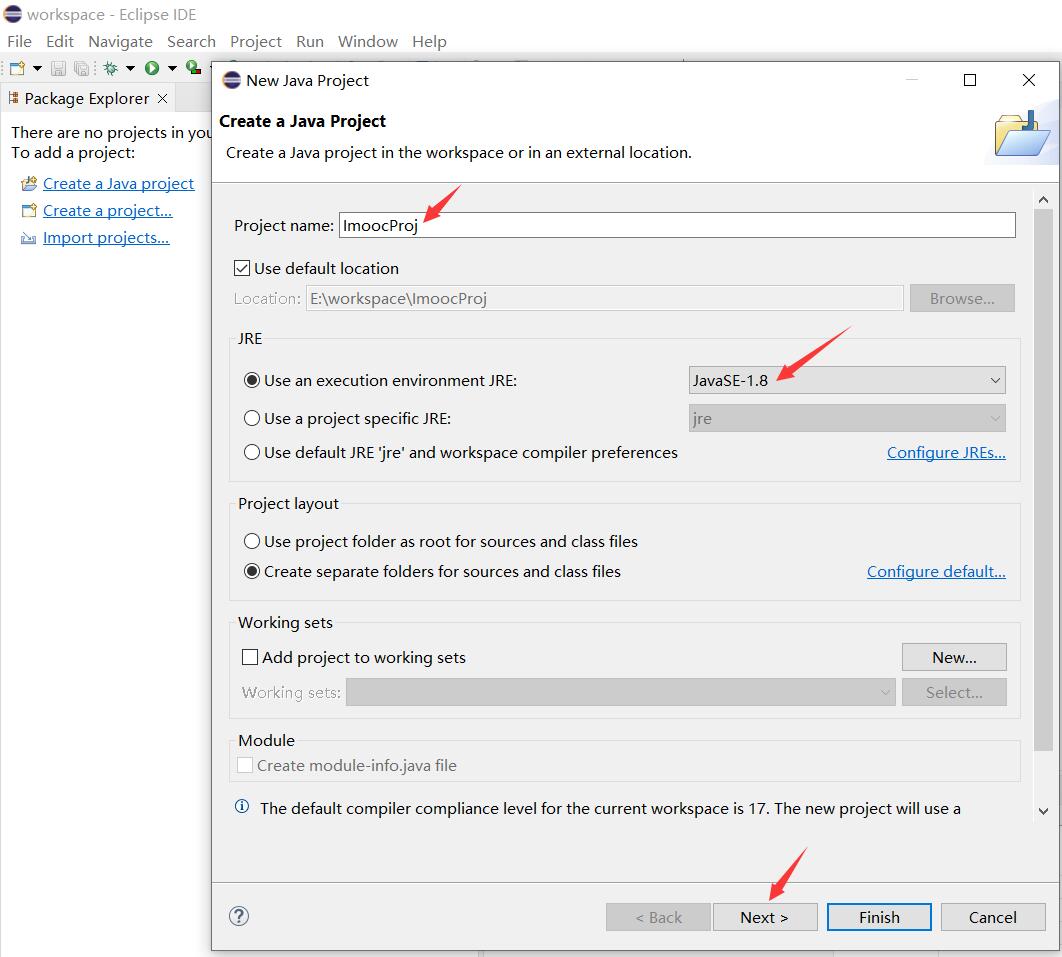 workspace - Eclipse IDE
File Edit Navigate Search Project Run Window Help
Package Explorer
There are no projects in you
To add a project:
Create a Java project
Create a project...
Import projects...
New Java Project
Create a Java Project
Create a Java project in the workspace or in an external location.
Project name: ImoocProj
Use default location
Location: E:\workspace\ImoocProj Browse...
JRE
Use an execution environment JRE: JavaSE-1.8
Use a project specific JRE: jre
Use default JRE 'jre' and workspace compiler preferences Configure JREs...
Project layout
Use project folder as root for sources and class files
Create separate folders for sources and class files Configure default...
Working sets
Add project to working sets New...
Working sets: Select...
Module
Create module-info.java file
The default compiler compliance level for the current workspace is 17. The new project will use a
< Back Next > Finish Cancel